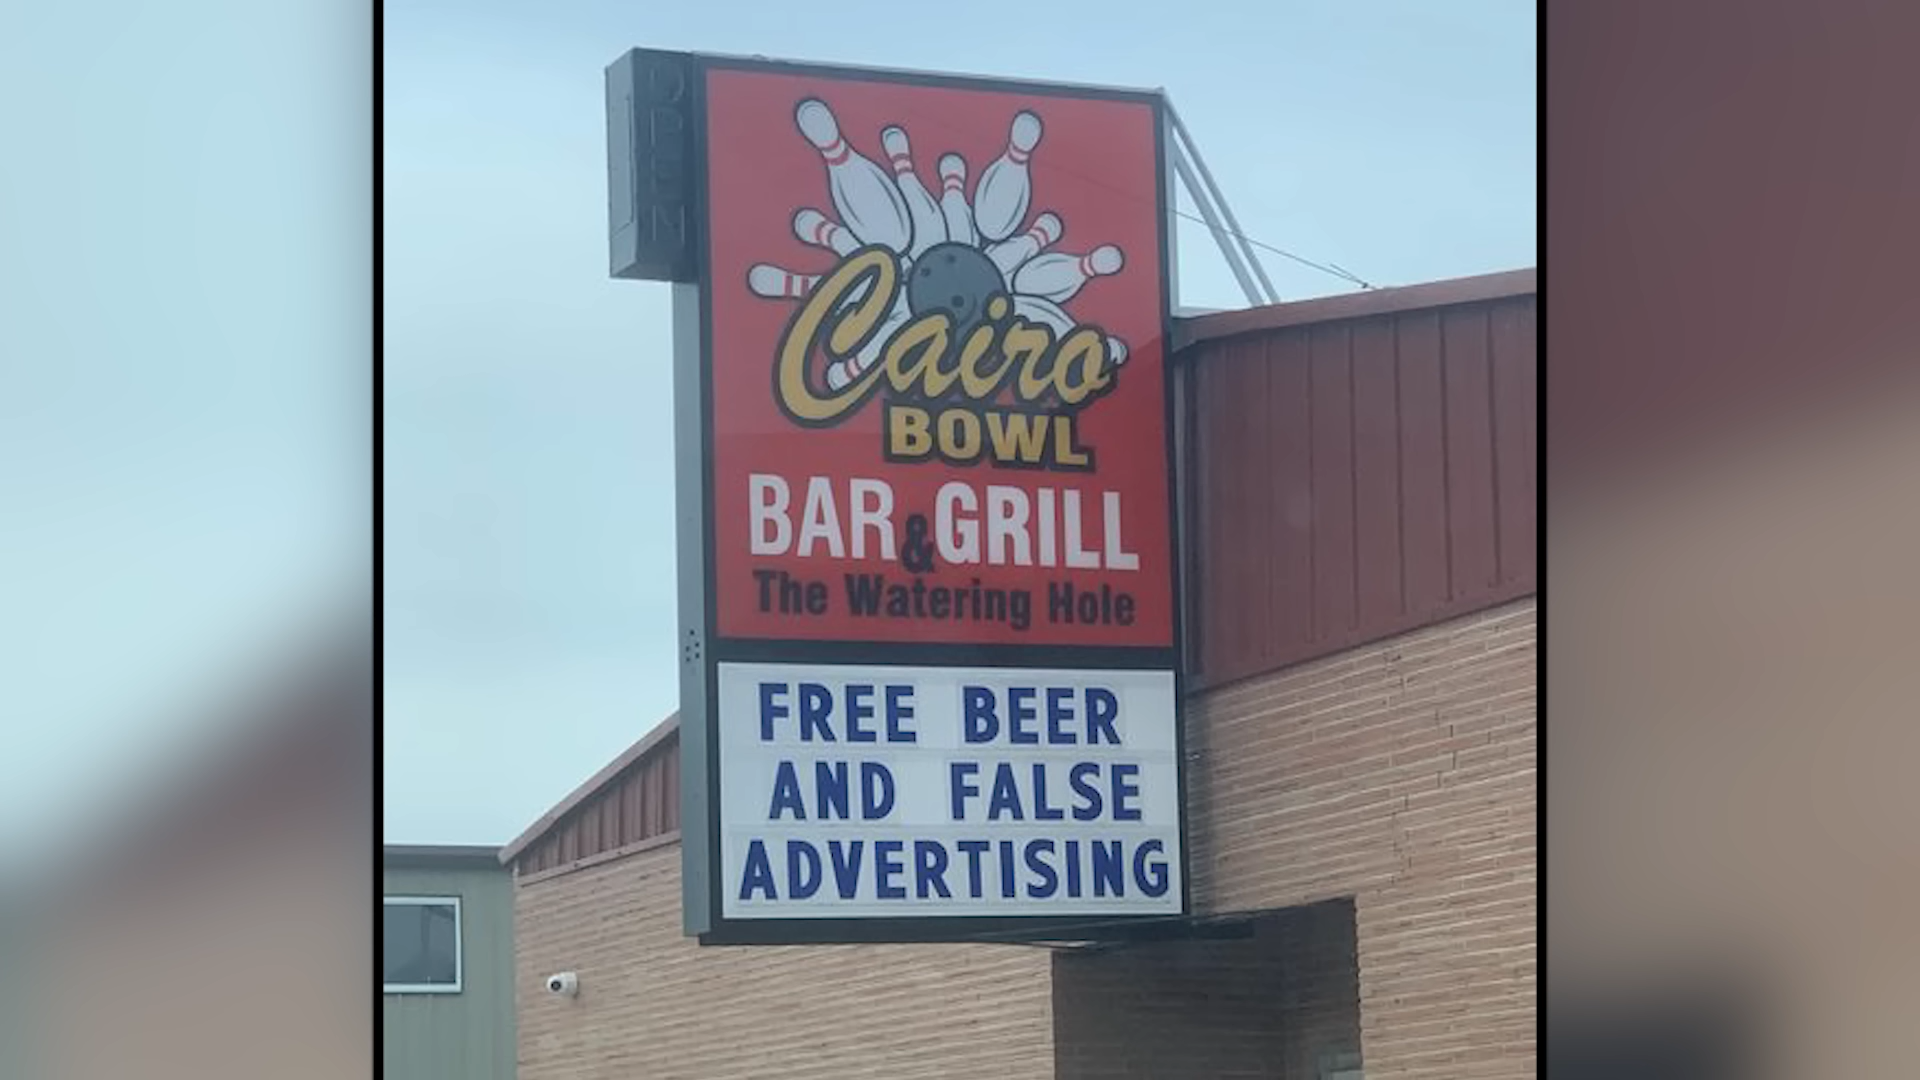 OPEN
Cairo
BOWL
BAR & GRILL
The Watering Hole
FREE BEER
AND FALSE
ADVERTISING